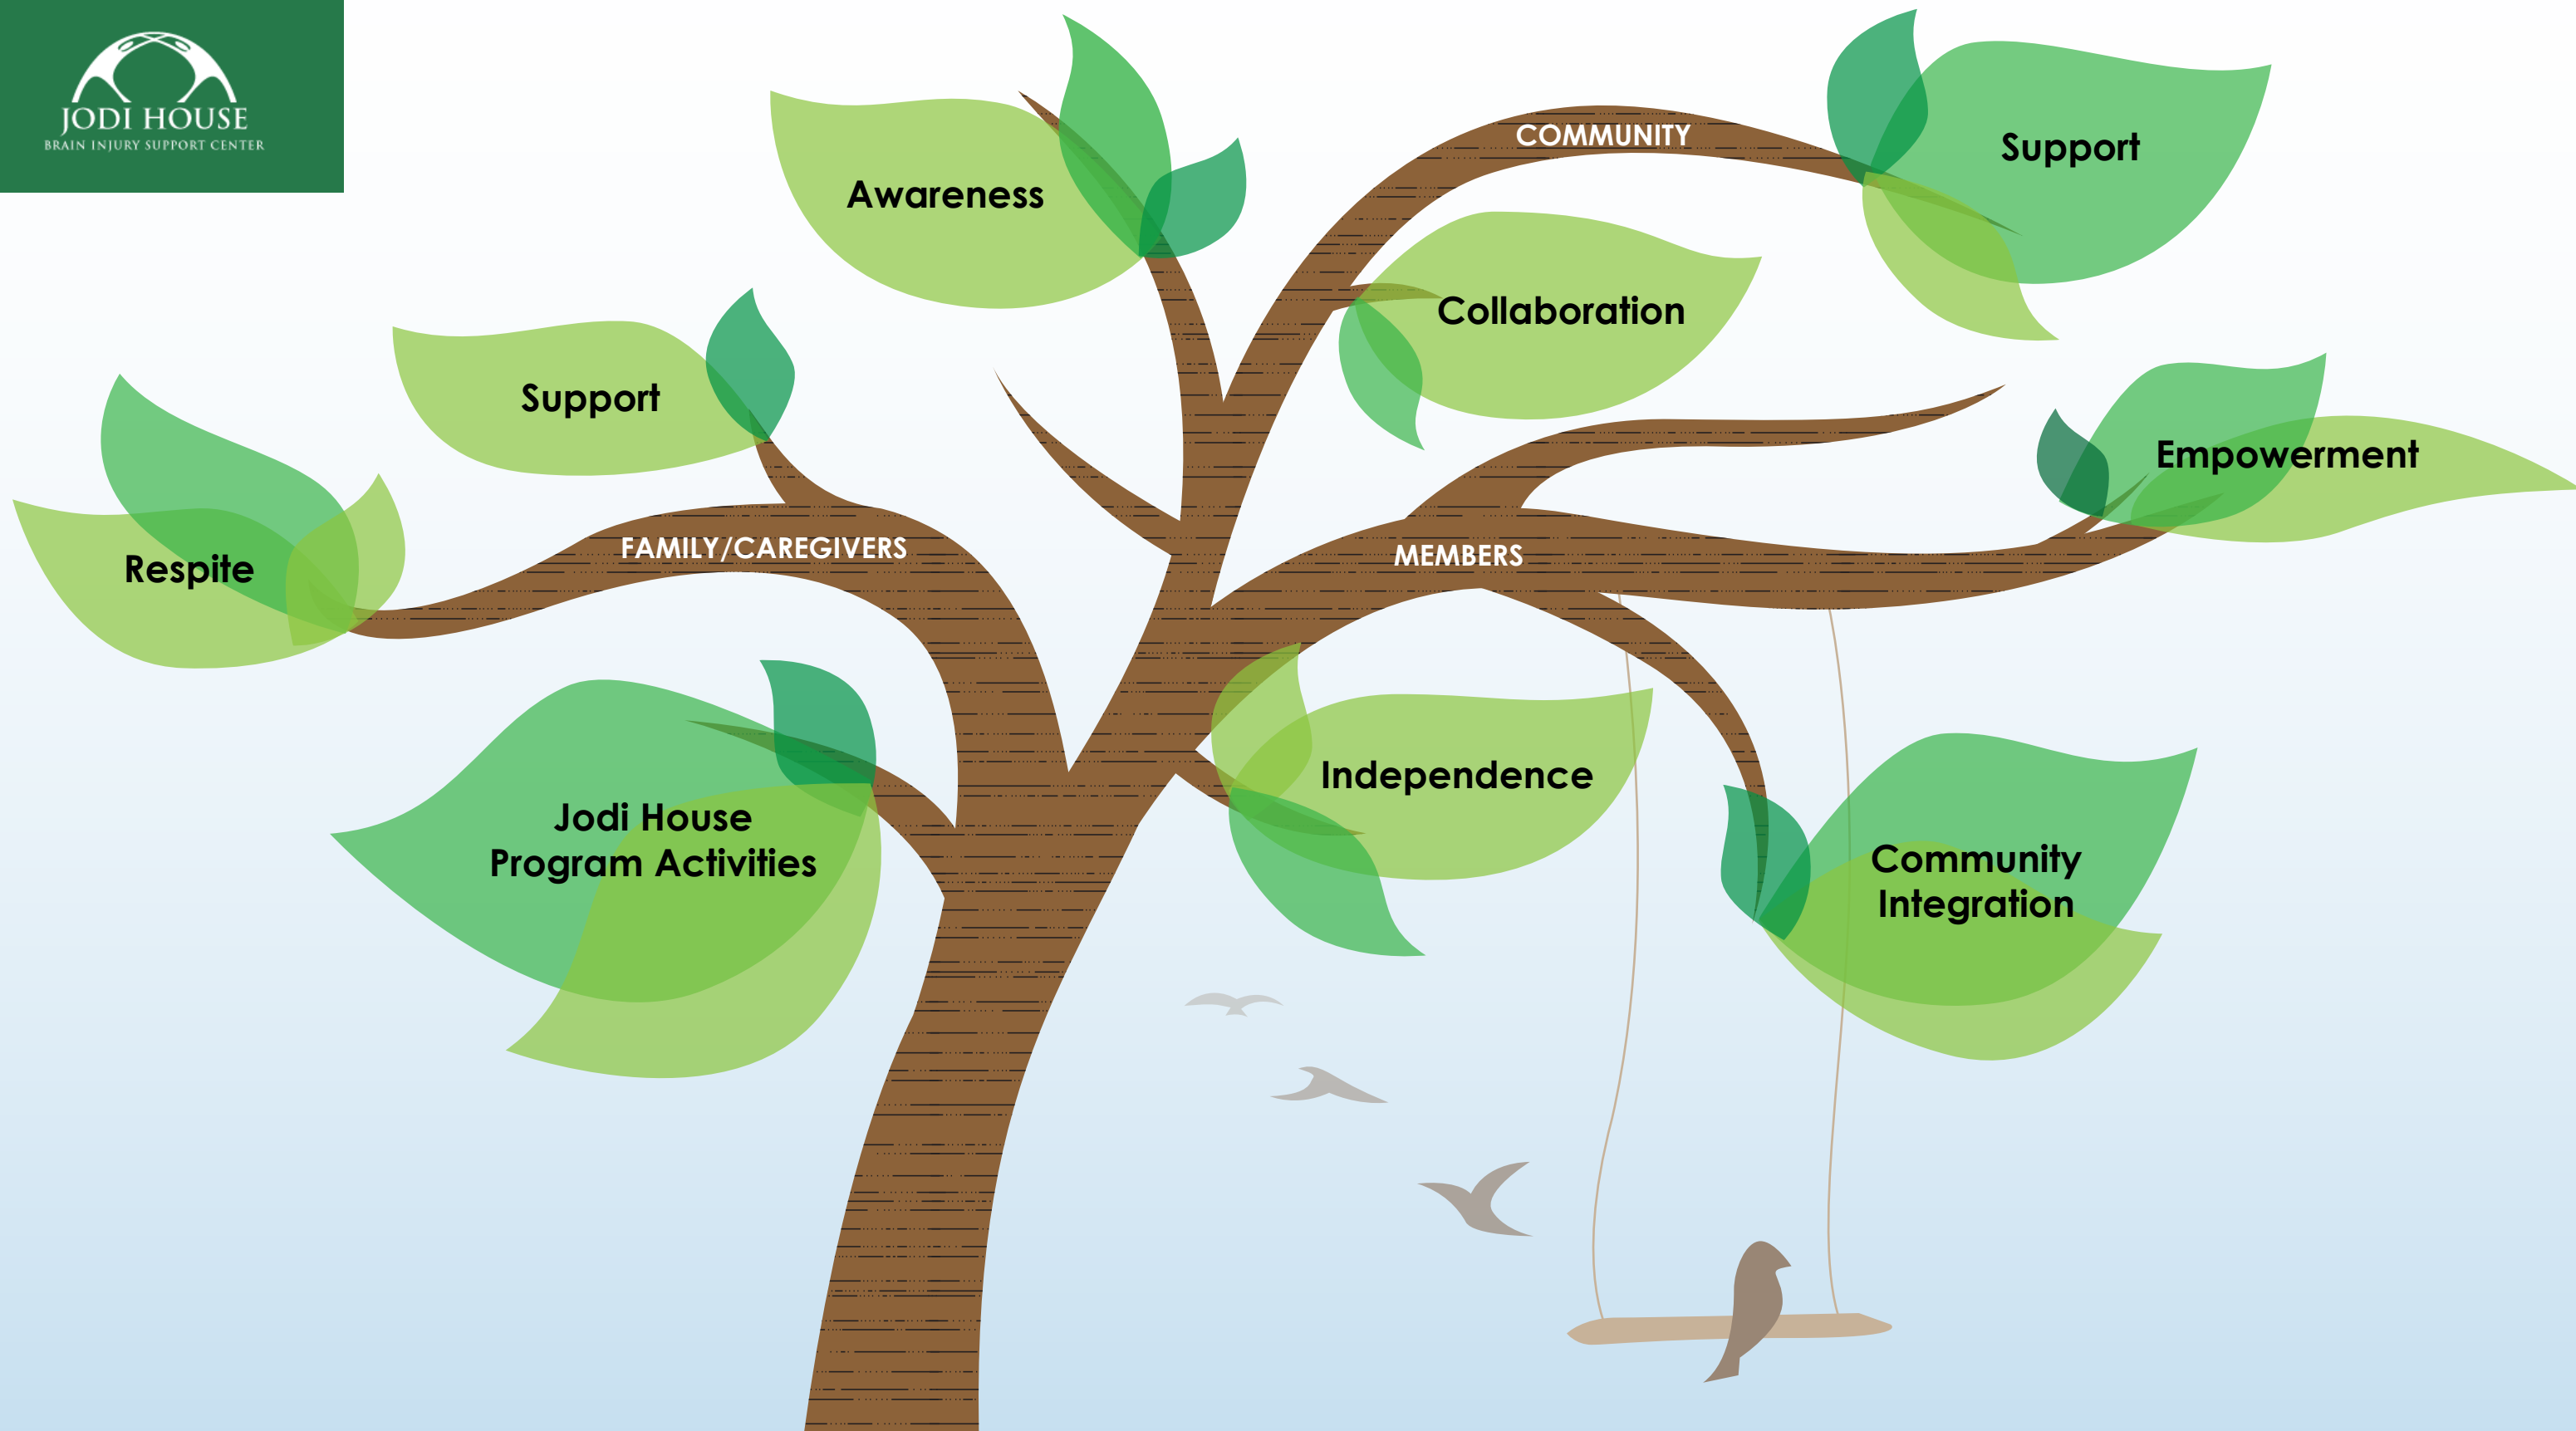 JODI HOUSE
BRAIN INJURY SUPPORT CENTER
COMMUNITY
Support
Awareness
Collaboration
Support
Empowerment
FAMILY/CAREGIVERS
MEMBERS
Respite
Independence
Jodi House
Program Activities
Community
Integration